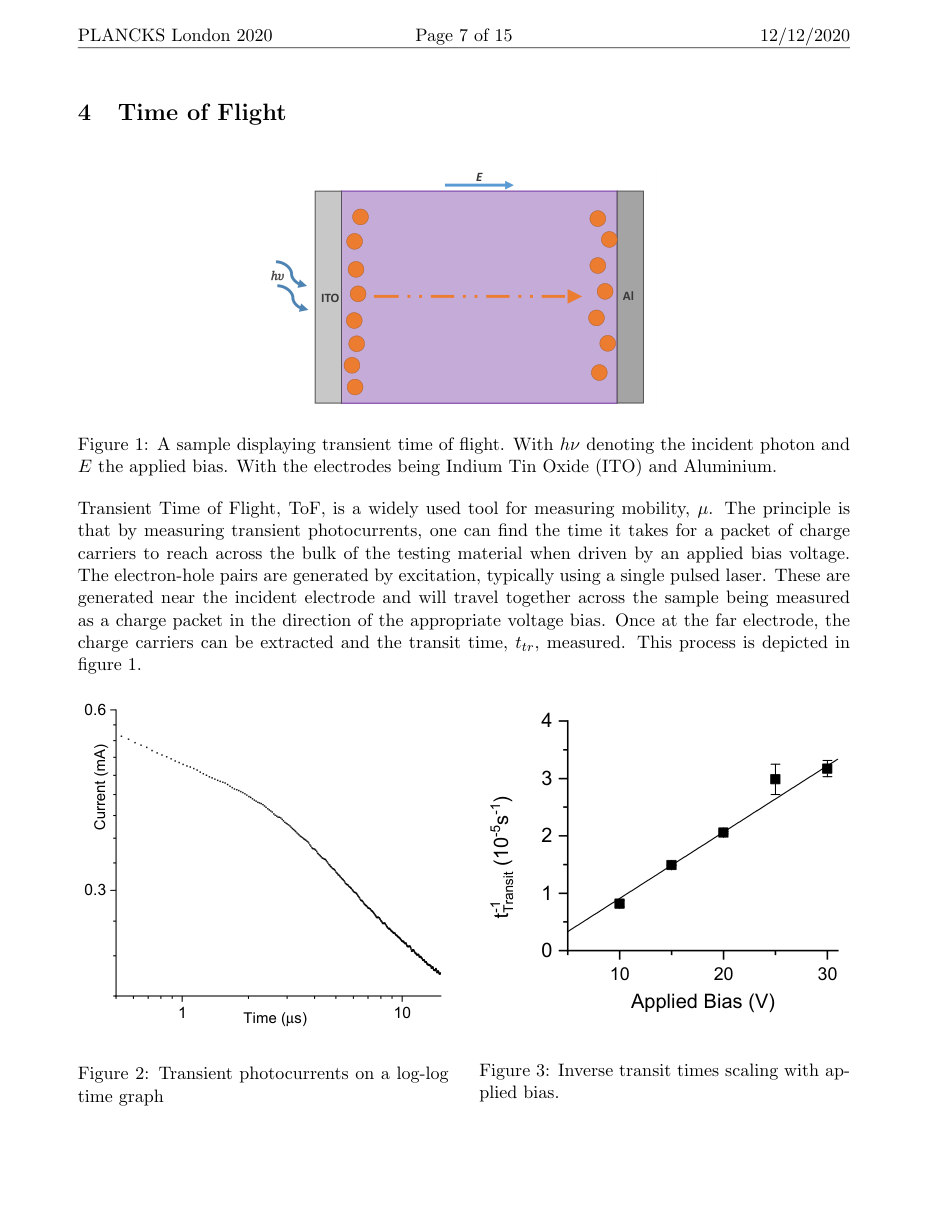 PLANCKS London 2020 Page 7 of 15 12/12/2020
4 Time of Flight
E
hυ
ITO
Al
Figure 1: A sample displaying transient time of flight. With hν denoting the incident photon and
E the applied bias. With the electrodes being Indium Tin Oxide (ITO) and Aluminium.
Transient Time of Flight, ToF, is a widely used tool for measuring mobility, μ. The principle is
that by measuring transient photocurrents, one can find the time it takes for a packet of charge
carriers to reach across the bulk of the testing material when driven by an applied bias voltage.
The electron-hole pairs are generated by excitation, typically using a single pulsed laser. These are
generated near the incident electrode and will travel together across the sample being measured
as a charge packet in the direction of the appropriate voltage bias. Once at the far electrode, the
charge carriers can be extracted and the transit time, t_tr, measured. This process is depicted in
figure 1.
0.6
Current (mA)
0.3
1 10
Time (μs)
4
3
2
1
0
t⁻¹Transit (10⁻⁵s⁻¹)
10 20 30
Applied Bias (V)
Figure 2: Transient photocurrents on a log-log
time graph
Figure 3: Inverse transit times scaling with ap-
plied bias.